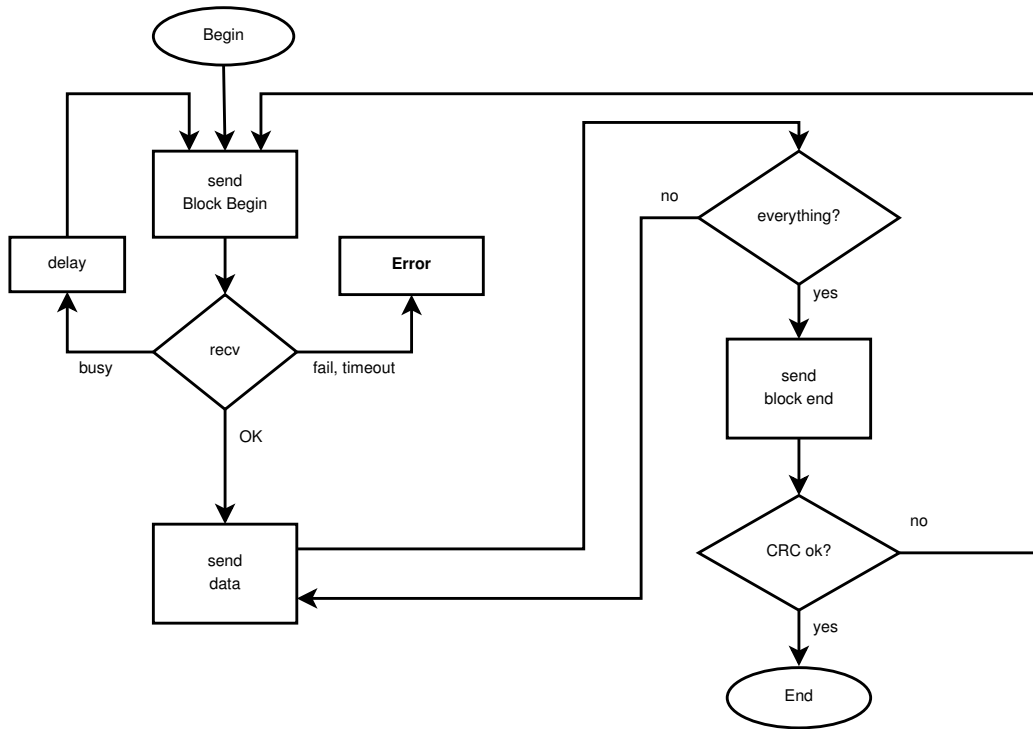 Begin
send
Block Begin
no
everything?
delay
Error
yes
recv
busy
fail, timeout
send
block end
OK
no
send
data
CRC ok?
yes
End